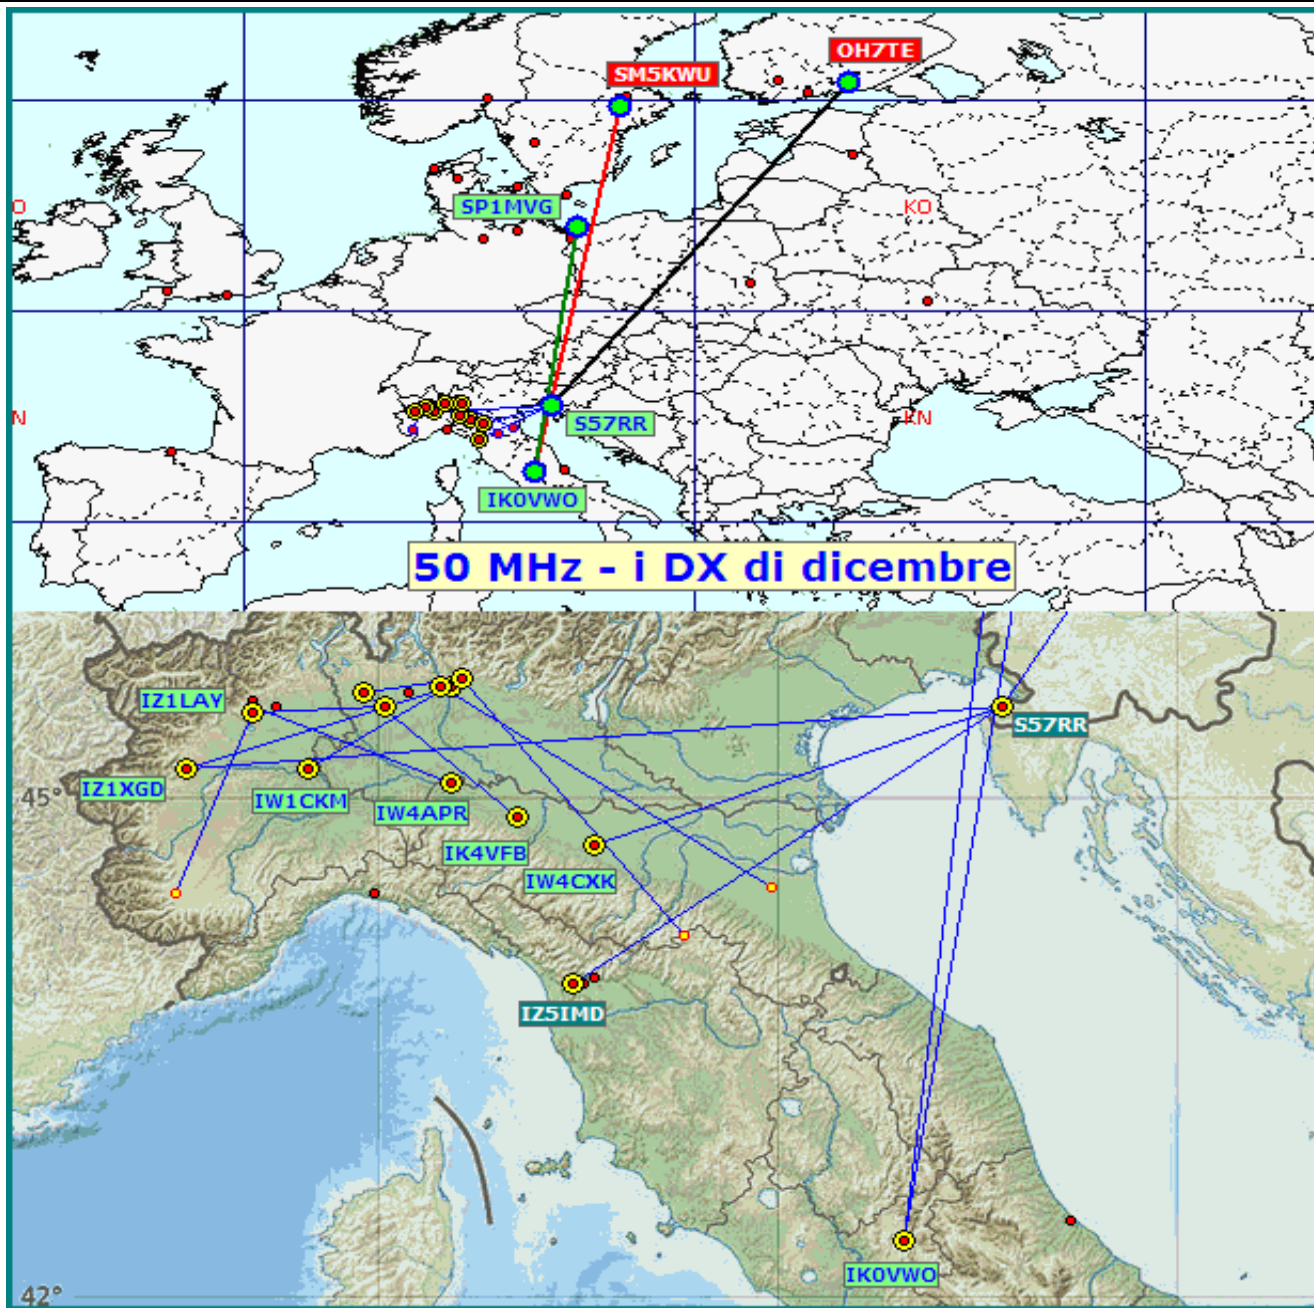 OH7TE
SM5KWU
O
SP1MVG
KO
N
S57RR
KN
IK0VWO
50 MHz - i DX di dicembre
IZ1LAY
S57RR
IZ1XGD
IW1CKM
45°
IW4APR
IK4VFB
IW4CXK
IZ5IMD
IK0VWO
42°